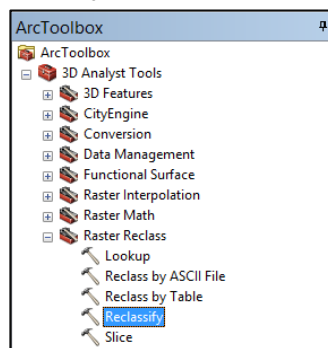 ArcToolbox
ArcToolbox
3D Analyst Tools
3D Features
CityEngine
Conversion
Data Management
Functional Surface
Raster Interpolation
Raster Math
Raster Reclass
Lookup
Reclass by ASCII File
Reclass by Table
Reclassify
Slice